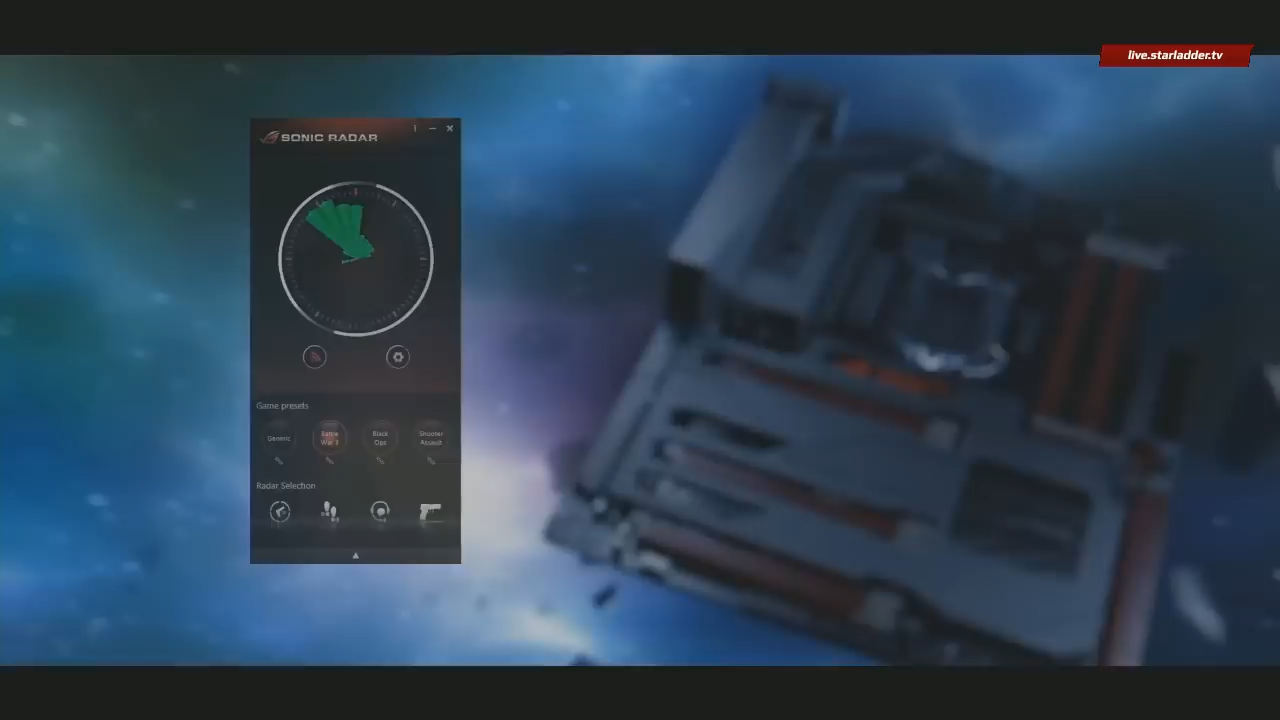 live.starladder.tv
SONIC RADAR
Game presets
Generic
Battle
War 3
Black
Ops
Shooter
Assault
Radar Selection